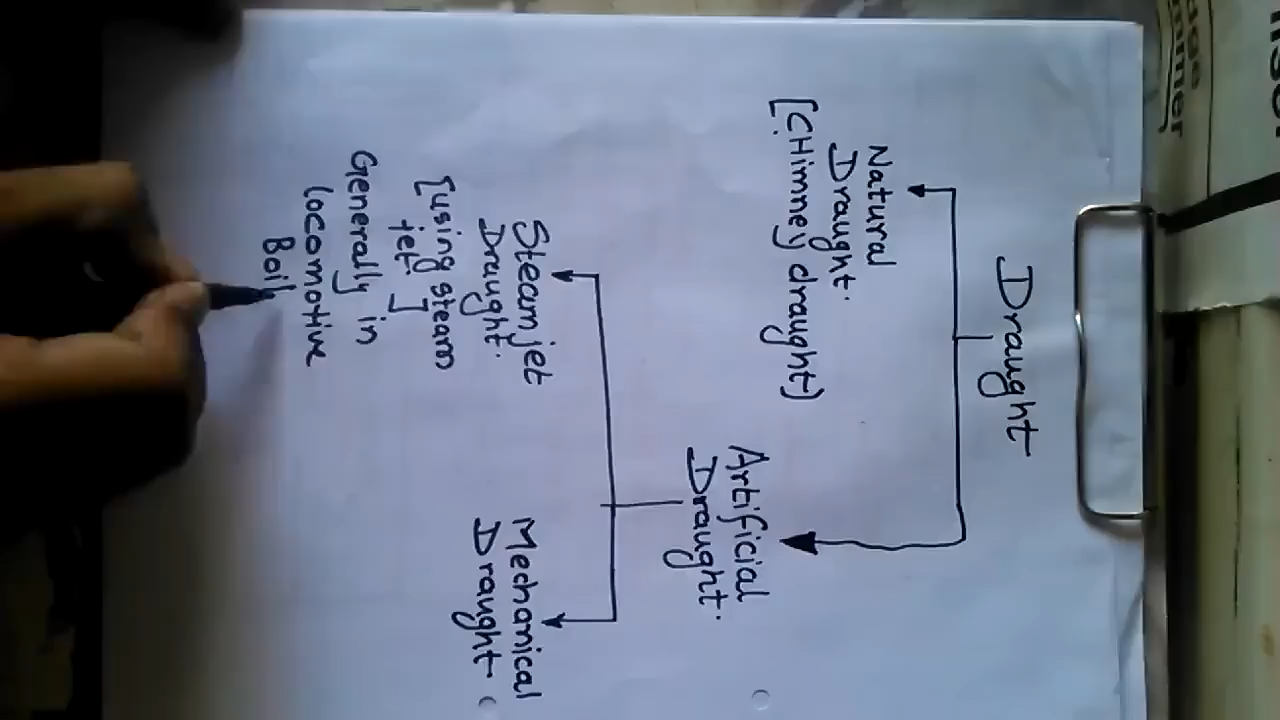 Draught
Natural
Draught.
[CHimney draught)
Artificial
Draught.
Steam jet
Draught.
[using steam
jet. ]
Generally in
locomotive
Boil
Mechanical
Draught (